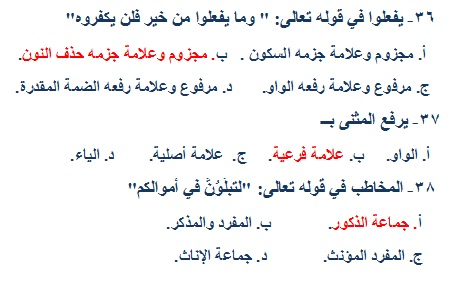 ٣٦- يفعلوا في قوله تعالى: " وما يفعلوا من خير فلن يكفروه"
أ. مجزوم وعلامة جزمه السكون . ب. مجزوم وعلامة جزمه حذف النون.
ج. مرفوع وعلامة رفعه الواو. د. مرفوع وعلامة رفعه الضمة المقدرة.
٣٧- يرفع المثنى بـــ
أ. الواو. ب. علامة فرعية. ج. علامة أصلية. د. الياء.
٣٨- المخاطب في قوله تعالى: "لتبلَوُنَّ في أموالكم"
أ. جماعة الذكور. ب. المفرد والمذكر.
ج. المفرد المؤنث. د. جماعة الإناث.